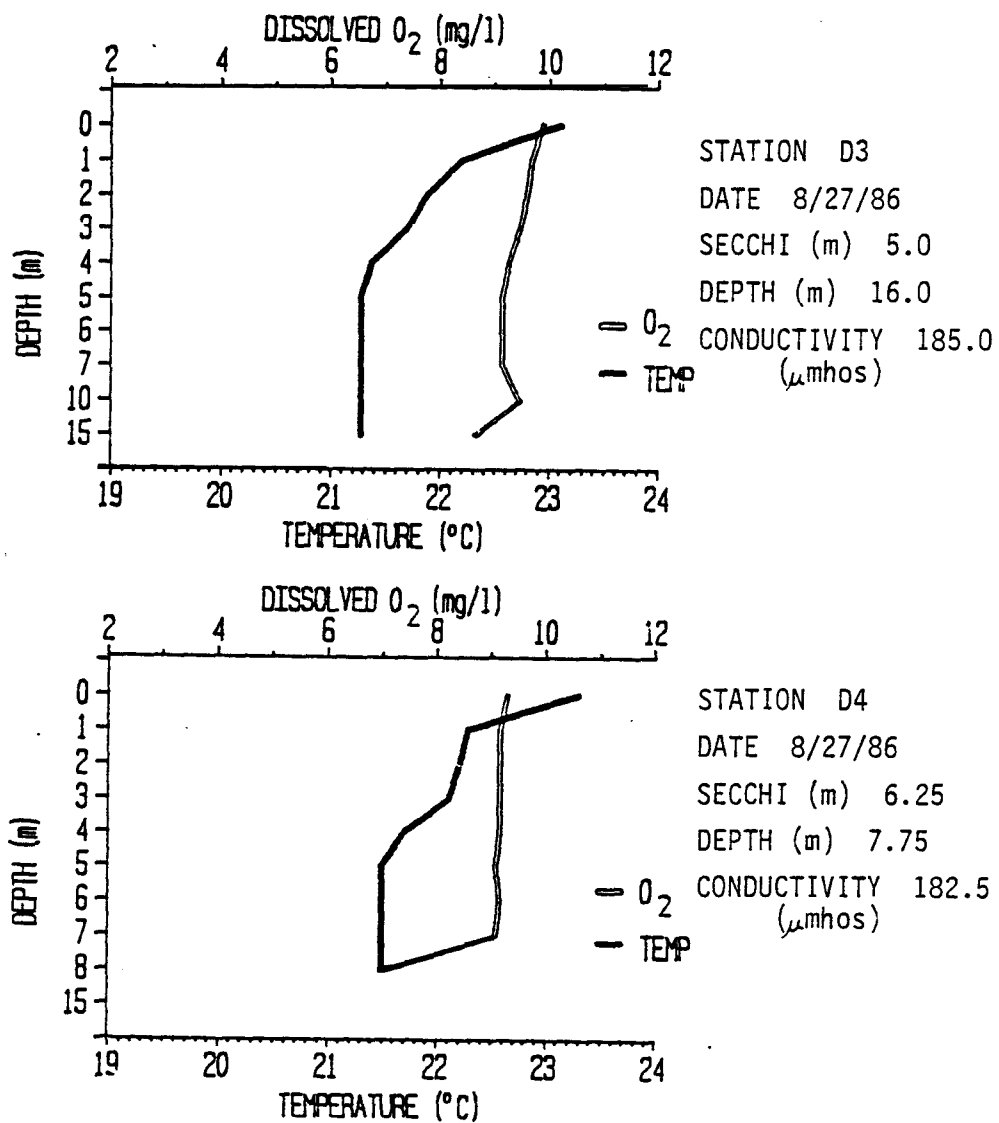 DISSOLVED O2 (mg/l)
2 4 6 8 10 12
DEPTH (m)
0
1
2
3
4
5
6
7
10
15
19 20 21 22 23 24
TEMPERATURE (ºC)
O2
TEMP
STATION D3
DATE 8/27/86
SECCHI (m) 5.0
DEPTH (m) 16.0
CONDUCTIVITY 185.0
(µmhos)
DISSOLVED O2 (mg/l)
2 4 6 8 10 12
DEPTH (m)
0
1
2
3
4
5
6
7
8
15
19 20 21 22 23 24
TEMPERATURE (ºC)
O2
TEMP
STATION D4
DATE 8/27/86
SECCHI (m) 6.25
DEPTH (m) 7.75
CONDUCTIVITY 182.5
(µmhos)